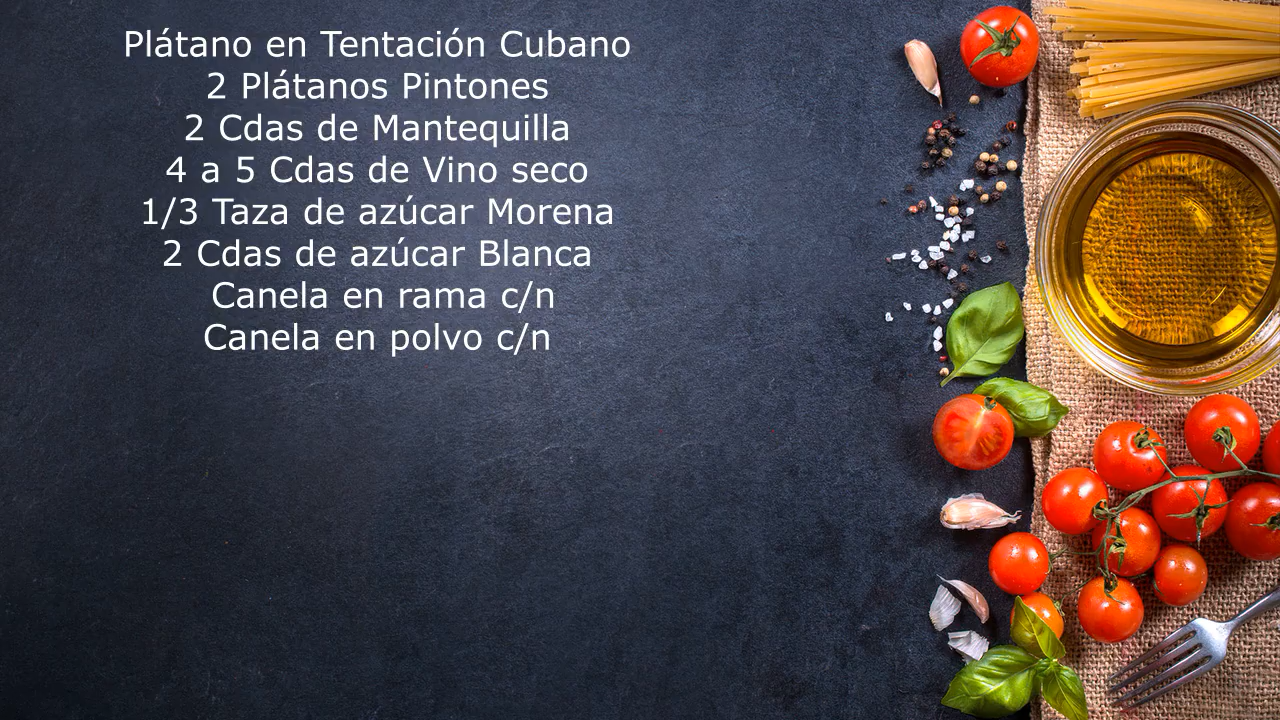 Plátano en Tentación Cubano
2 Plátanos Pintones
2 Cdas de Mantequilla
4 a 5 Cdas de Vino seco
1/3 Taza de azúcar Morena
2 Cdas de azúcar Blanca
Canela en rama c/n
Canela en polvo c/n